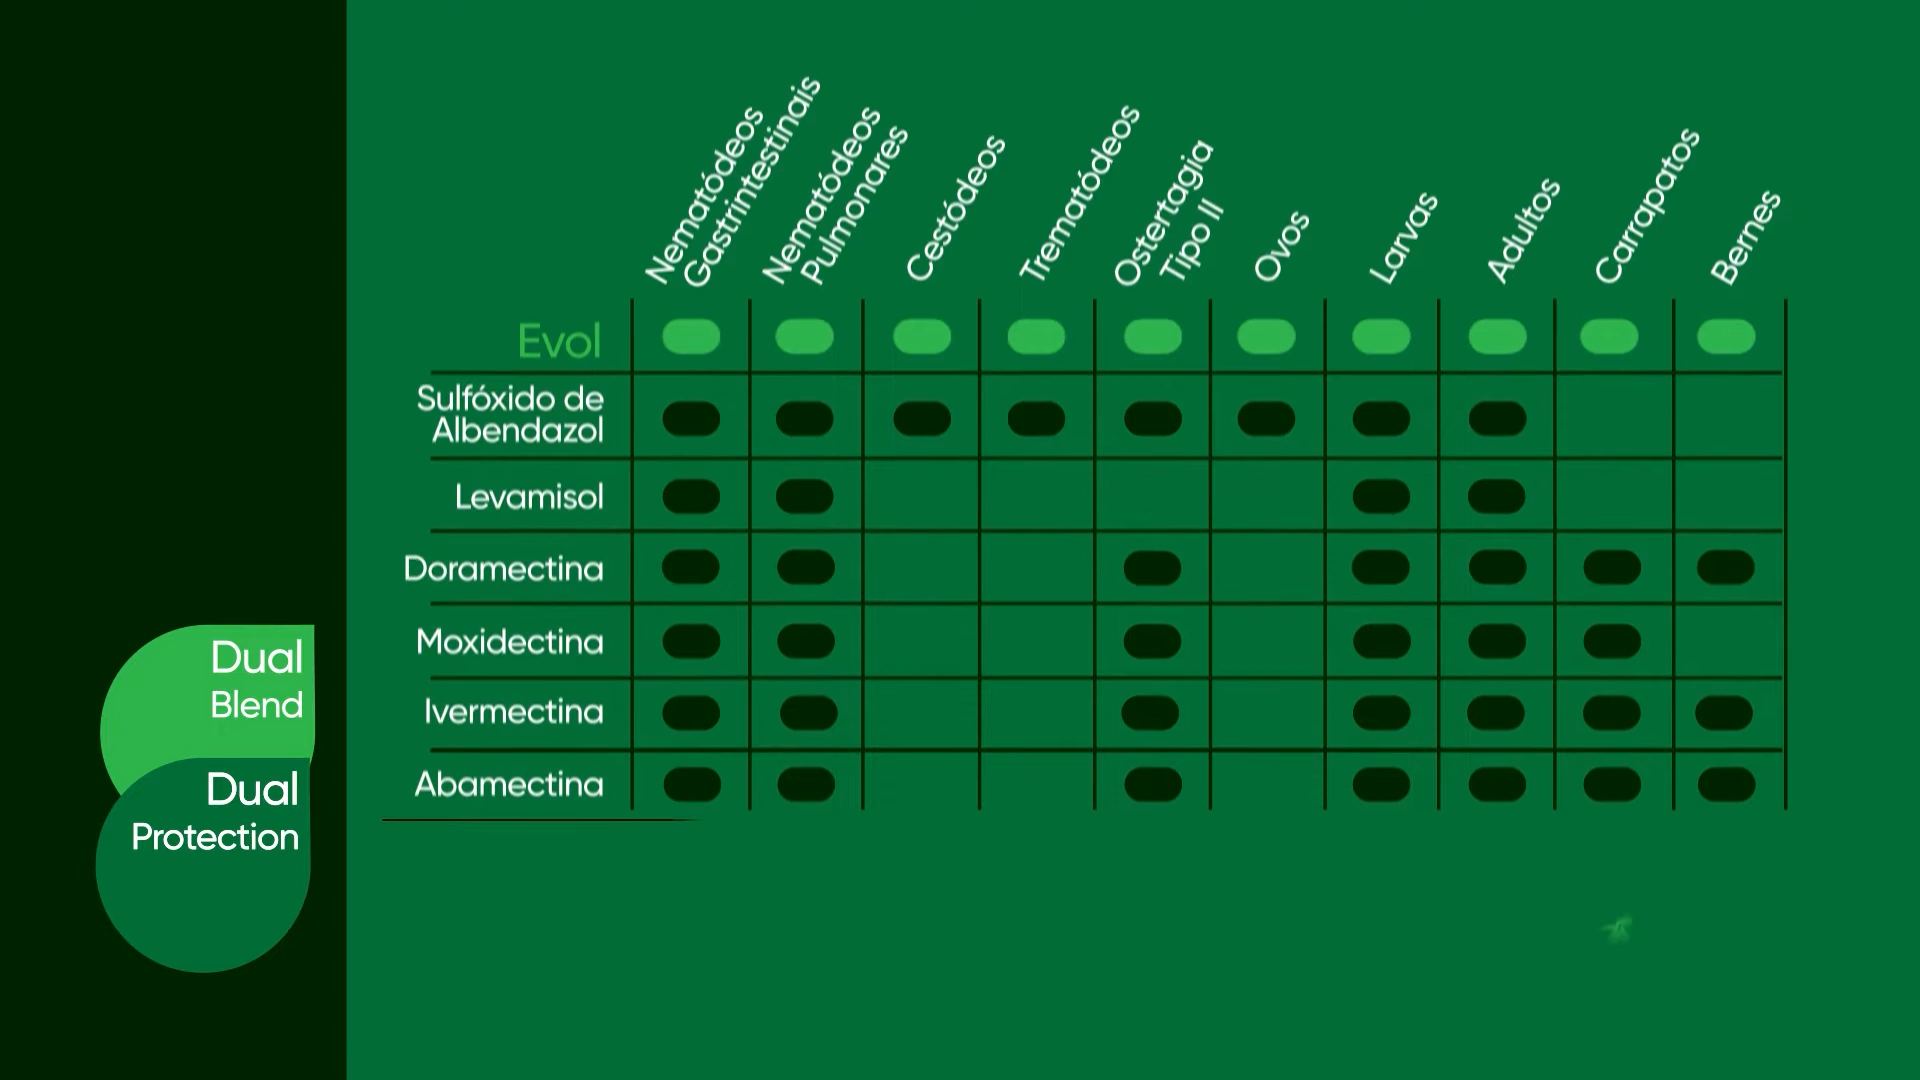 Nematódeos
Gastrintestinais
Nematódeos
Pulmonares
Cestódeos
Trematódeos
Ostertagia
Tipo II
Ovos
Larvas
Adultos
Carrapatos
Bernes
Evol
Sulfóxido de
Albendazol
Levamisol
Doramectina
Moxidectina
Ivermectina
Abamectina
Dual
Blend
Dual
Protection